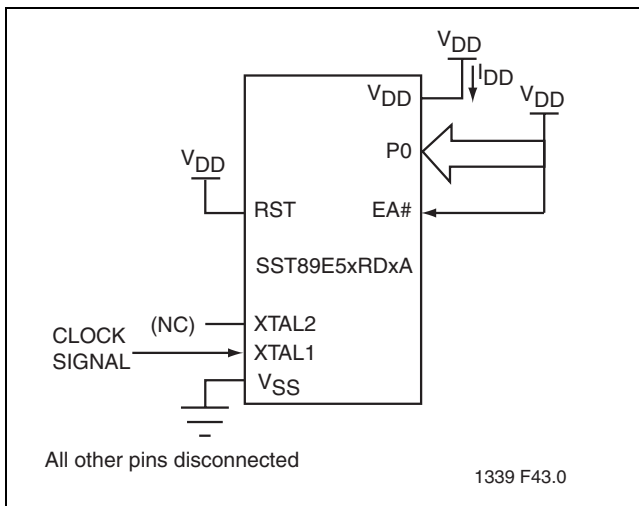 VDD
IDD
VDD
VDD
P0
VDD
RST
EA#
SST89E5xRDxA
(NC)
XTAL2
CLOCK
SIGNAL
XTAL1
VSS
All other pins disconnected
1339 F43.0